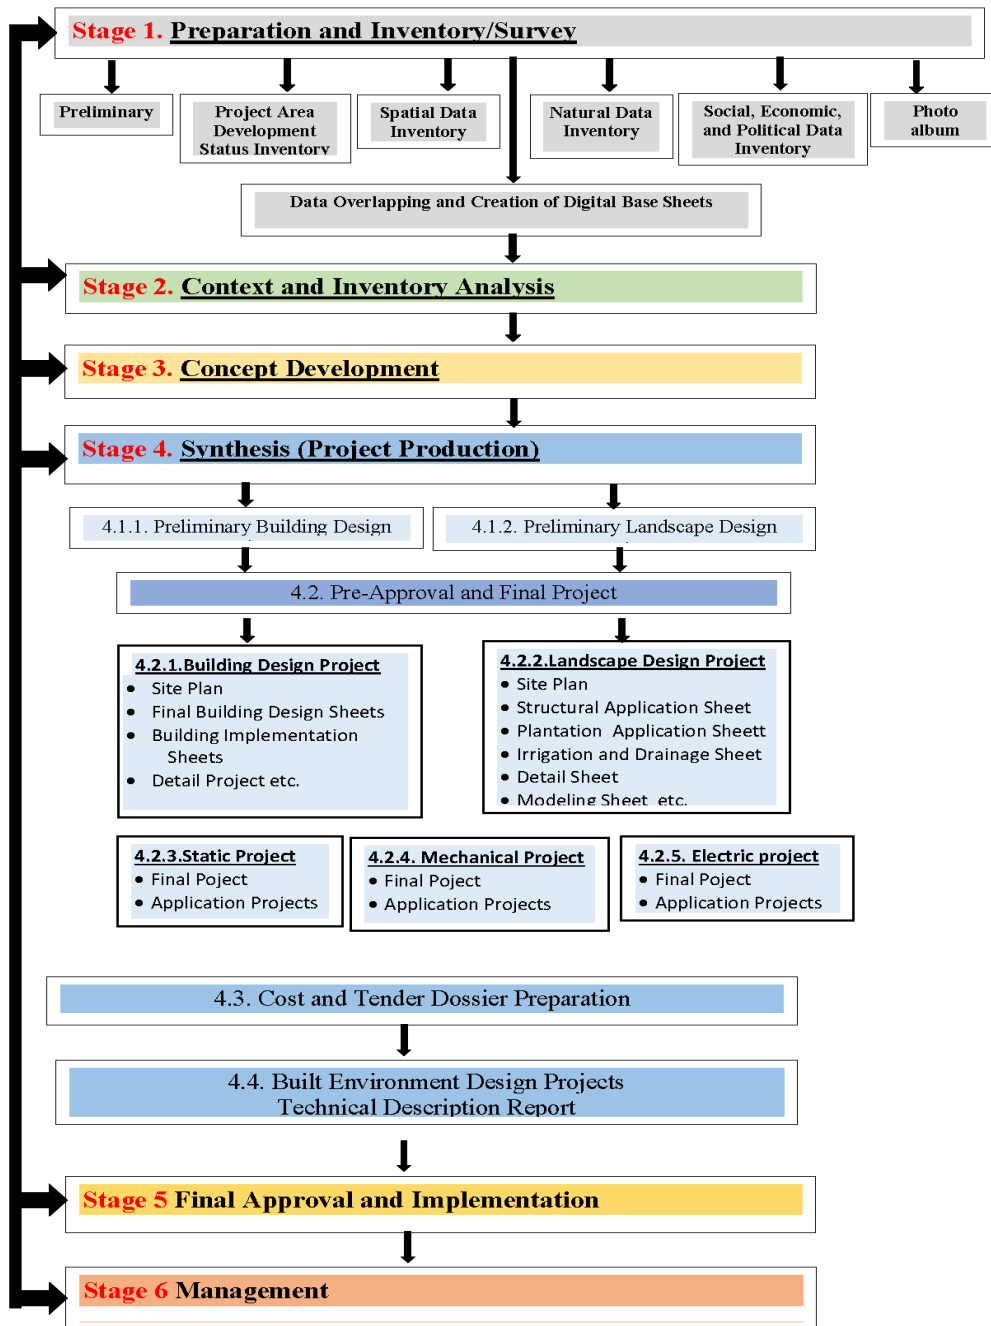 Stage 1. Preparation and Inventory/Survey
Preliminary
Project Area
Development
Status Inventory
Spatial Data
Inventory
Natural Data
Inventory
Social, Economic,
and Political Data
Inventory
Photo
album
Data Overlapping and Creation of Digital Base Sheets
Stage 2. Context and Inventory Analysis
Stage 3. Concept Development
Stage 4. Synthesis (Project Production)
4.1.1. Preliminary Building Design
4.1.2. Preliminary Landscape Design
4.2. Pre-Approval and Final Project
4.2.1.Building Design Project
● Site Plan
● Final Building Design Sheets
● Building Implementation
Sheets
● Detail Project etc.
4.2.2.Landscape Design Project
● Site Plan
● Structural Application Sheet
● Plantation Application Sheett
● Irrigation and Drainage Sheet
● Detail Sheet
● Modeling Sheet etc.
4.2.3.Static Project
● Final Poject
● Application Projects
4.2.4. Mechanical Project
● Final Poject
● Application Projects
4.2.5. Electric project
● Final Poject
● Application Projects
4.3. Cost and Tender Dossier Preparation
4.4. Built Environment Design Projects
Technical Description Report
Stage 5 Final Approval and Implementation
Stage 6 Management